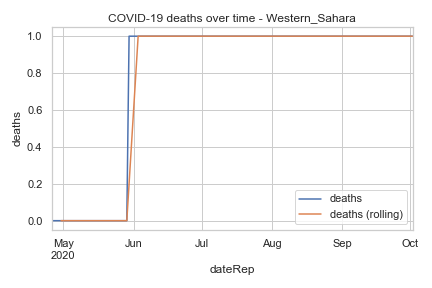 COVID-19 deaths over time - Western_Sahara
1.0
0.8
0.6
0.4
0.2
0.0
deaths
deaths
deaths (rolling)
May
2020
Jun
Jul
Aug
Sep
Oct
dateRep